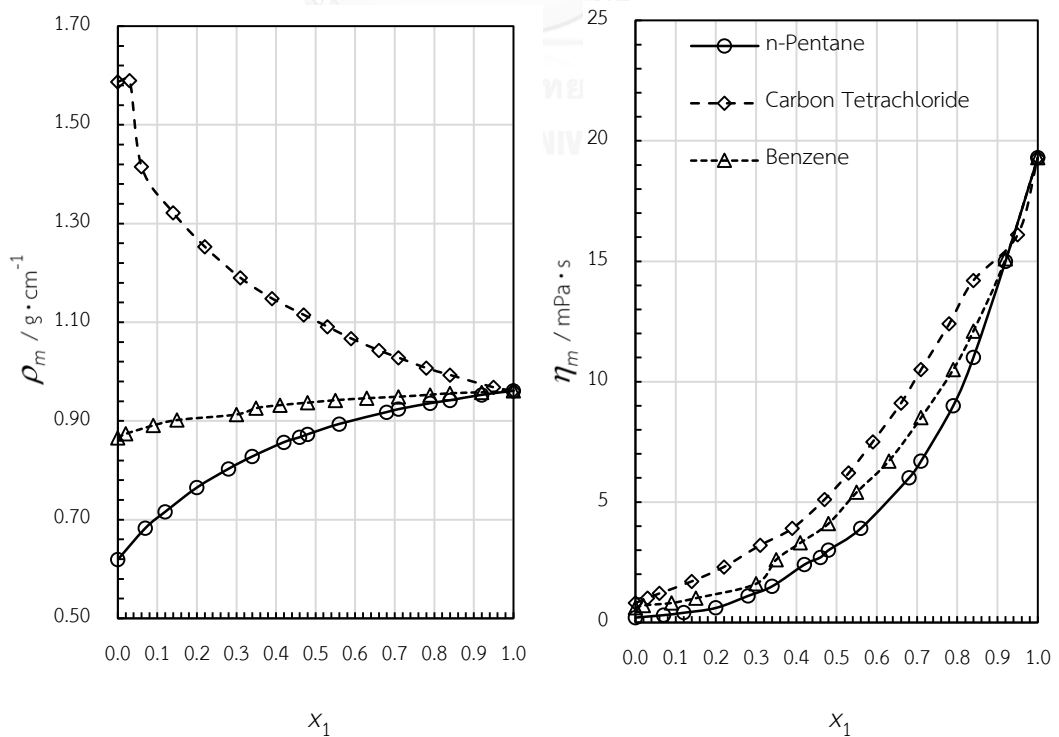 1.70
1.50
1.30
1.10
0.90
0.70
0.50
ρm / g·cm⁻¹
0.0 0.1 0.2 0.3 0.4 0.5 0.6 0.7 0.8 0.9 1.0
x1
25
20
15
10
5
0
ηm / mPa·s
n-Pentane
Carbon Tetrachloride
Benzene
0.0 0.1 0.2 0.3 0.4 0.5 0.6 0.7 0.8 0.9 1.0
x1